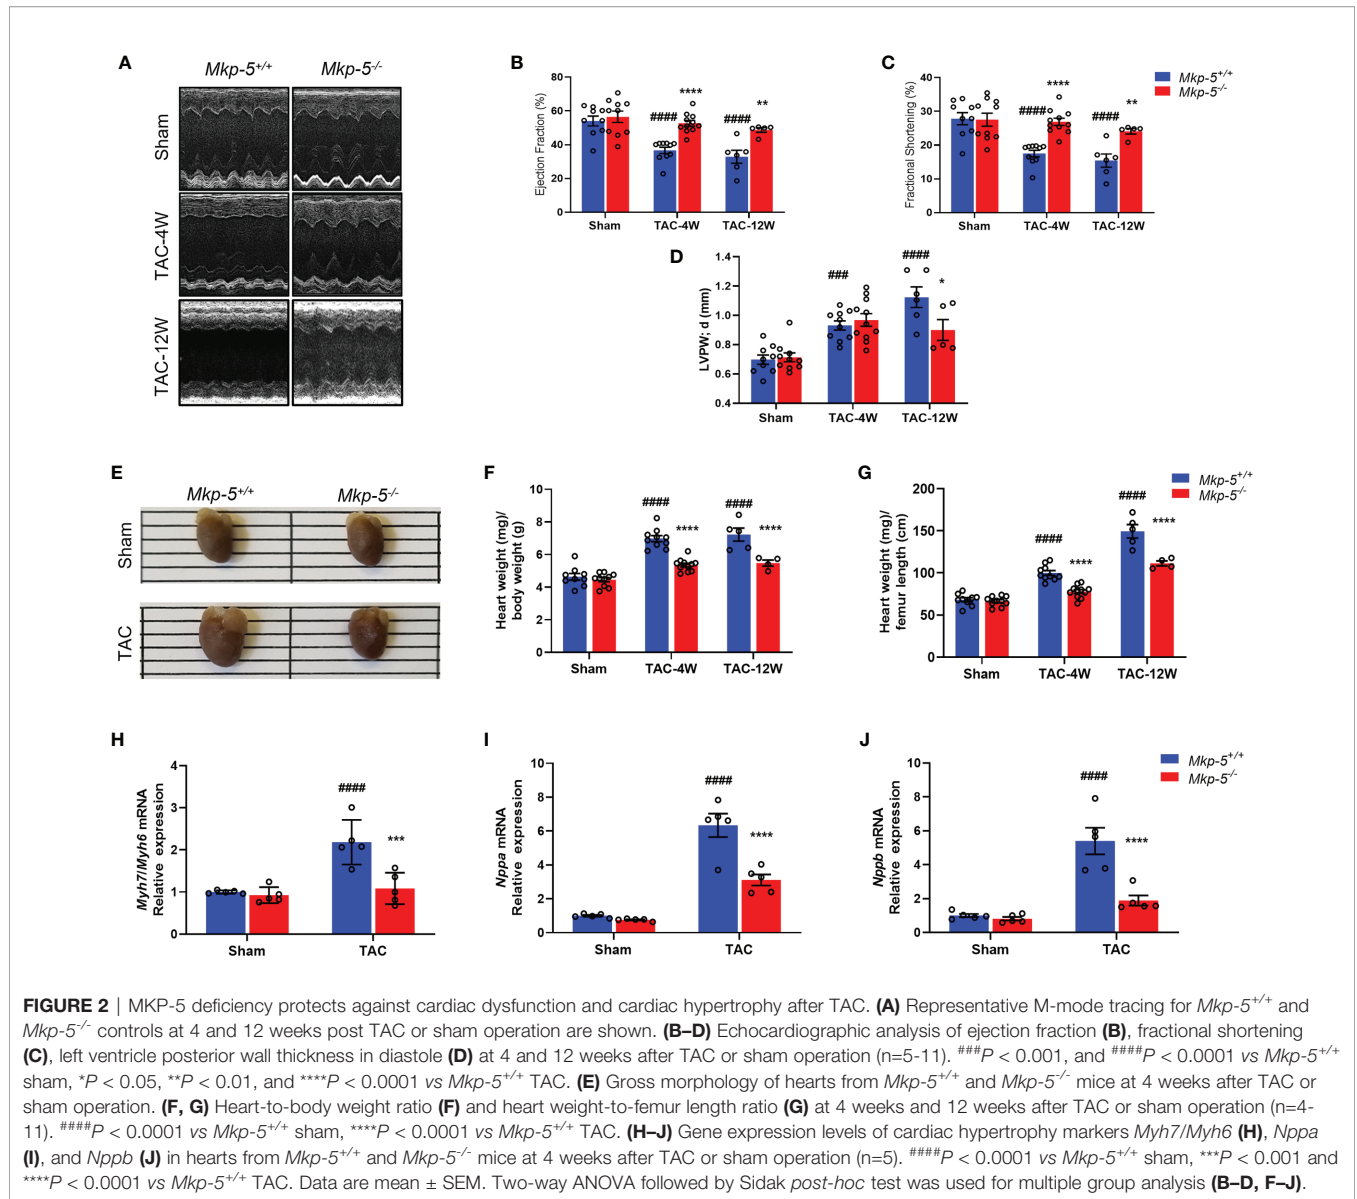 A
Mkp-5+/+ Mkp-5-/-
Sham
TAC-4W
TAC-12W
B
Ejection Fraction (%)
80
60
40
20
0
#### **** #### **
Sham TAC-4W TAC-12W
C
Fractional Shortening (%)
40
30
20
10
0
#### **** #### **
Sham TAC-4W TAC-12W
Mkp-5+/+
Mkp-5-/-
D
LVPW; d (mm)
1.4
1.2
1.0
0.8
0.6
0.4
### #### *
Sham TAC-4W TAC-12W
E
Mkp-5+/+ Mkp-5-/-
Sham
TAC
F
Heart weight (mg)/
body weight (g)
10
8
6
4
2
0
#### **** #### ****
Sham TAC-4W TAC-12W
G
Heart weight (mg)/
femur length (cm)
200
150
100
50
0
#### **** #### ****
Sham TAC-4W TAC-12W
Mkp-5+/+
Mkp-5-/-
H
Myh7/Myh6 mRNA
Relative expression
4
3
2
1
0
#### ***
Sham TAC
I
Nppa mRNA
Relative expression
10
8
6
4
2
0
#### ****
Sham TAC
J
Nppb mRNA
Relative expression
10
8
6
4
2
0
#### ****
Sham TAC
Mkp-5+/+
Mkp-5-/-
FIGURE 2 | MKP-5 deficiency protects against cardiac dysfunction and cardiac hypertrophy after TAC. (A) Representative M-mode tracing for Mkp-5+/+ and
Mkp-5-/- controls at 4 and 12 weeks post TAC or sham operation are shown. (B–D) Echocardiographic analysis of ejection fraction (B), fractional shortening
(C), left ventricle posterior wall thickness in diastole (D) at 4 and 12 weeks after TAC or sham operation (n=5-11). ###P < 0.001, and ####P < 0.0001 vs Mkp-5+/+
sham, *P < 0.05, **P < 0.01, and ****P < 0.0001 vs Mkp-5+/+ TAC. (E) Gross morphology of hearts from Mkp-5+/+ and Mkp-5-/- mice at 4 weeks after TAC or
sham operation. (F, G) Heart-to-body weight ratio (F) and heart weight-to-femur length ratio (G) at 4 weeks and 12 weeks after TAC or sham operation (n=4-
11). ####P < 0.0001 vs Mkp-5+/+ sham, ****P < 0.0001 vs Mkp-5+/+ TAC. (H–J) Gene expression levels of cardiac hypertrophy markers Myh7/Myh6 (H), Nppa
(I), and Nppb (J) in hearts from Mkp-5+/+ and Mkp-5-/- mice at 4 weeks after TAC or sham operation (n=5). ####P < 0.0001 vs Mkp-5+/+ sham, ***P < 0.001 and
****P < 0.0001 vs Mkp-5+/+ TAC. Data are mean ± SEM. Two-way ANOVA followed by Sidak post-hoc test was used for multiple group analysis (B–D, F–J).